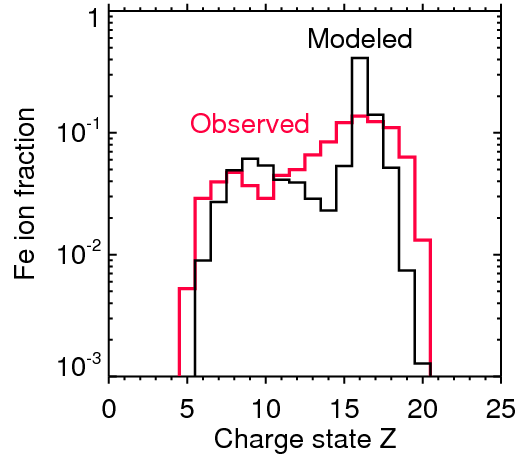 1
Modeled
Observed
10-1
10-2
10-3
Fe ion fraction
0 5 10 15 20 25
Charge state Z